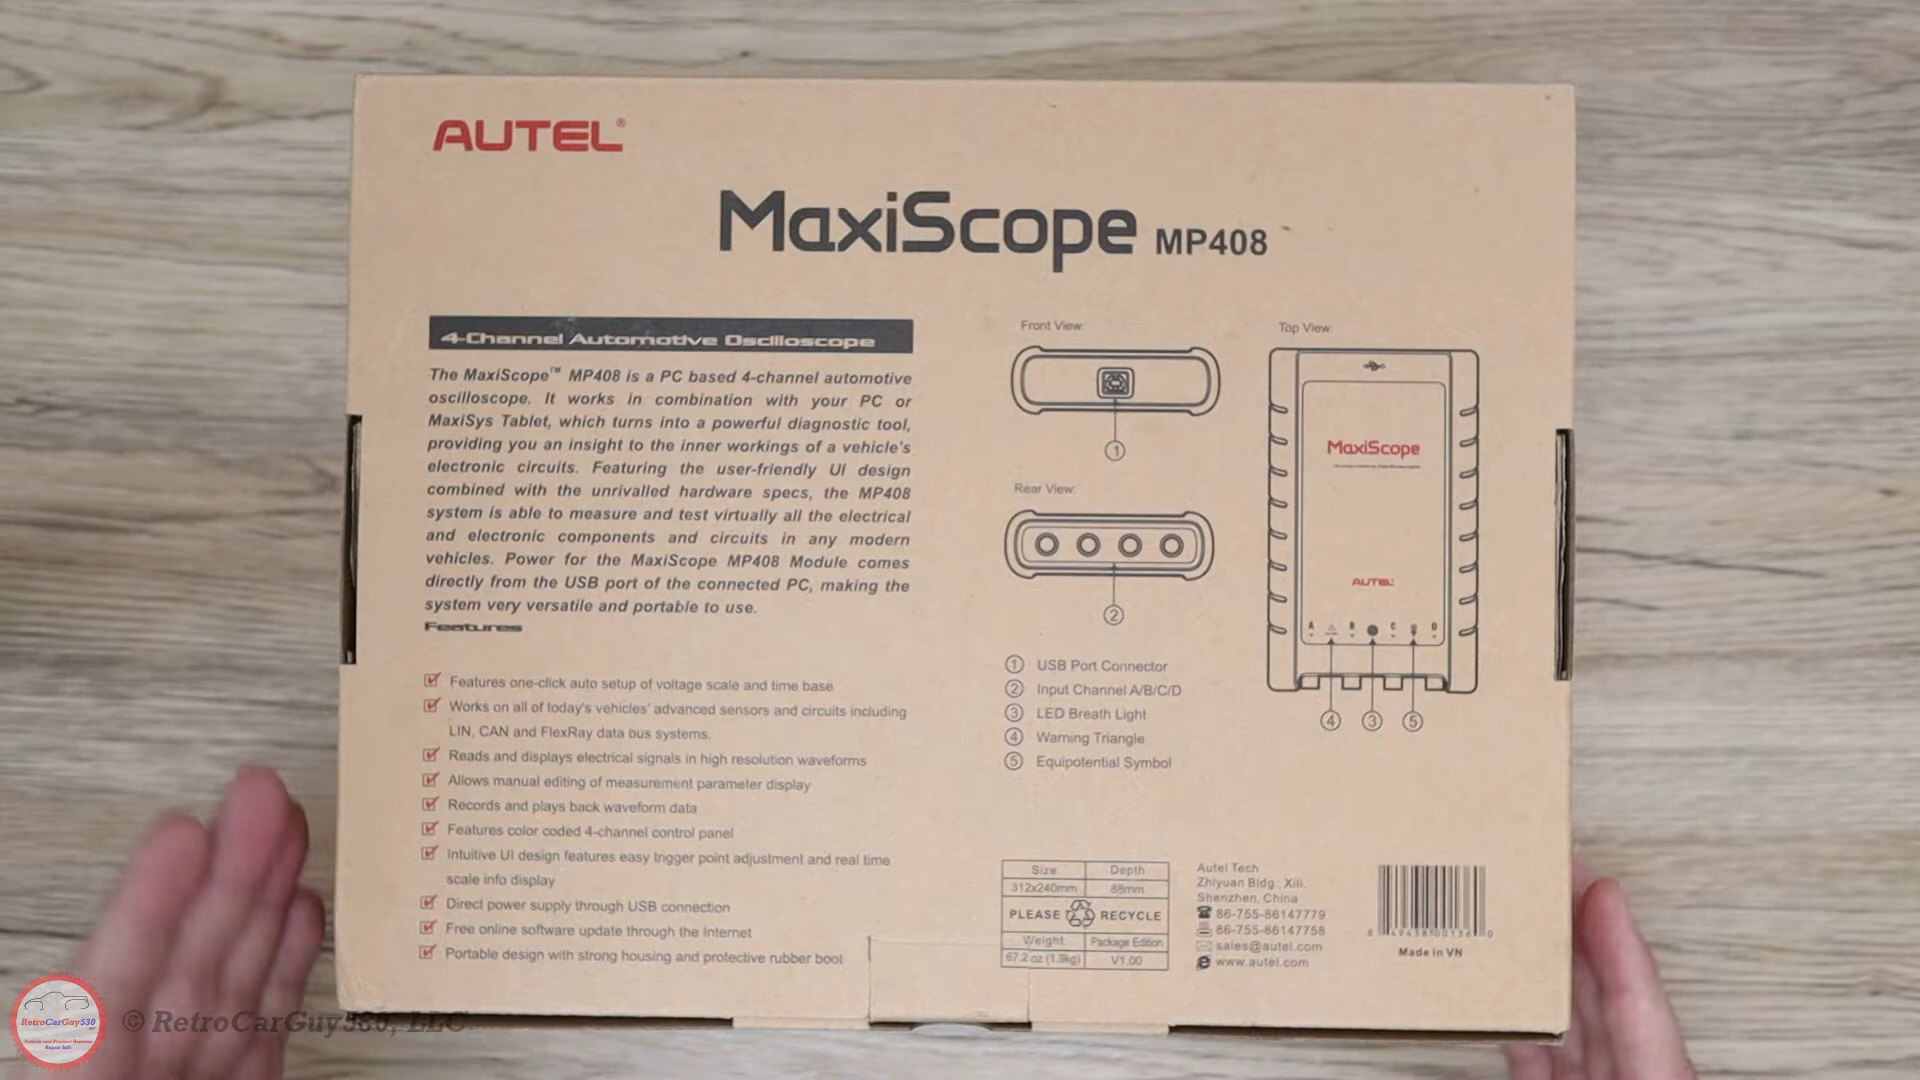 AUTEL®
MaxiScope MP408
4-Channel Automotive Oscilloscope
The MaxiScope™ MP408 is a PC based 4-channel automotive
oscilloscope. It works in combination with your PC or
MaxiSys Tablet, which turns into a powerful diagnostic tool,
providing you an insight to the inner workings of a vehicle's
electronic circuits. Featuring the user-friendly UI design
combined with the unrivalled hardware specs, the MP408
system is able to measure and test virtually all the electrical
and electronic components and circuits in any modern
vehicles. Power for the MaxiScope MP408 Module comes
directly from the USB port of the connected PC, making the
system very versatile and portable to use.
Features
Features one-click auto setup of voltage scale and time base
Works on all of today's vehicles' advanced sensors and circuits including
LIN, CAN and FlexRay data bus systems.
Reads and displays electrical signals in high resolution waveforms
Allows manual editing of measurement parameter display
Records and plays back waveform data
Features color coded 4-channel control panel
Intuitive UI design features easy trigger point adjustment and real time
scale info display
Direct power supply through USB connection
Free online software update through the Internet
Portable design with strong housing and protective rubber boot
Front View:
1
Rear View:
2
Top View:
MaxiScope
AUTEL
A B C D
4 3 5
1 USB Port Connector
2 Input Channel A/B/C/D
3 LED Breath Light
4 Warning Triangle
5 Equipotential Symbol
Size Depth
312x240mm 88mm
PLEASE RECYCLE
Weight Package Edition
67.2 oz (1.9kg) V1.00
Autel Tech
Zhiyuan Bldg., Xili,
Shenzhen, China
86-755-86147779
86-755-86147758
sales@autel.com
www.autel.com
Made in VN
RetroCarGuy530
Vehicle and Product Reviews
Repair Info
© RetroCarGuy530, LLC